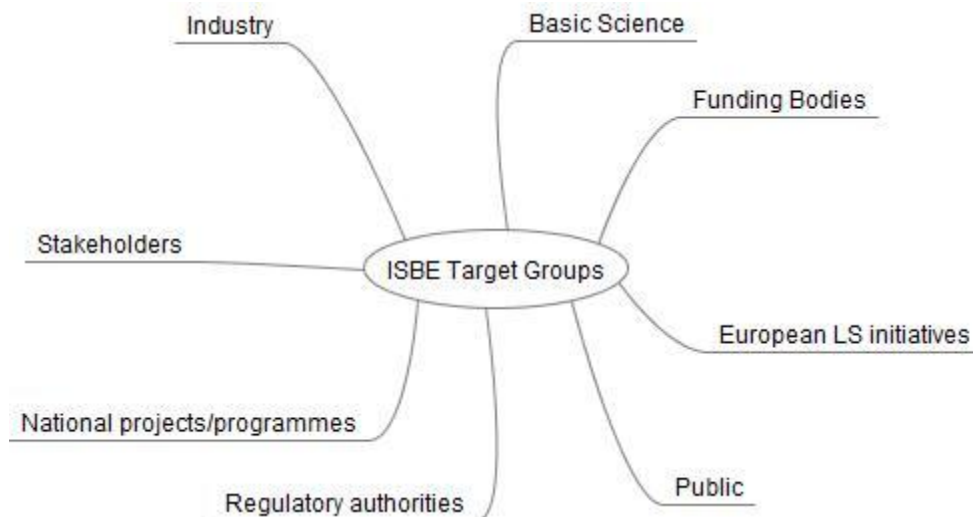 Industry
Basic Science
Funding Bodies
Stakeholders
ISBE Target Groups
European LS initiatives
National projects/programmes
Regulatory authorities
Public